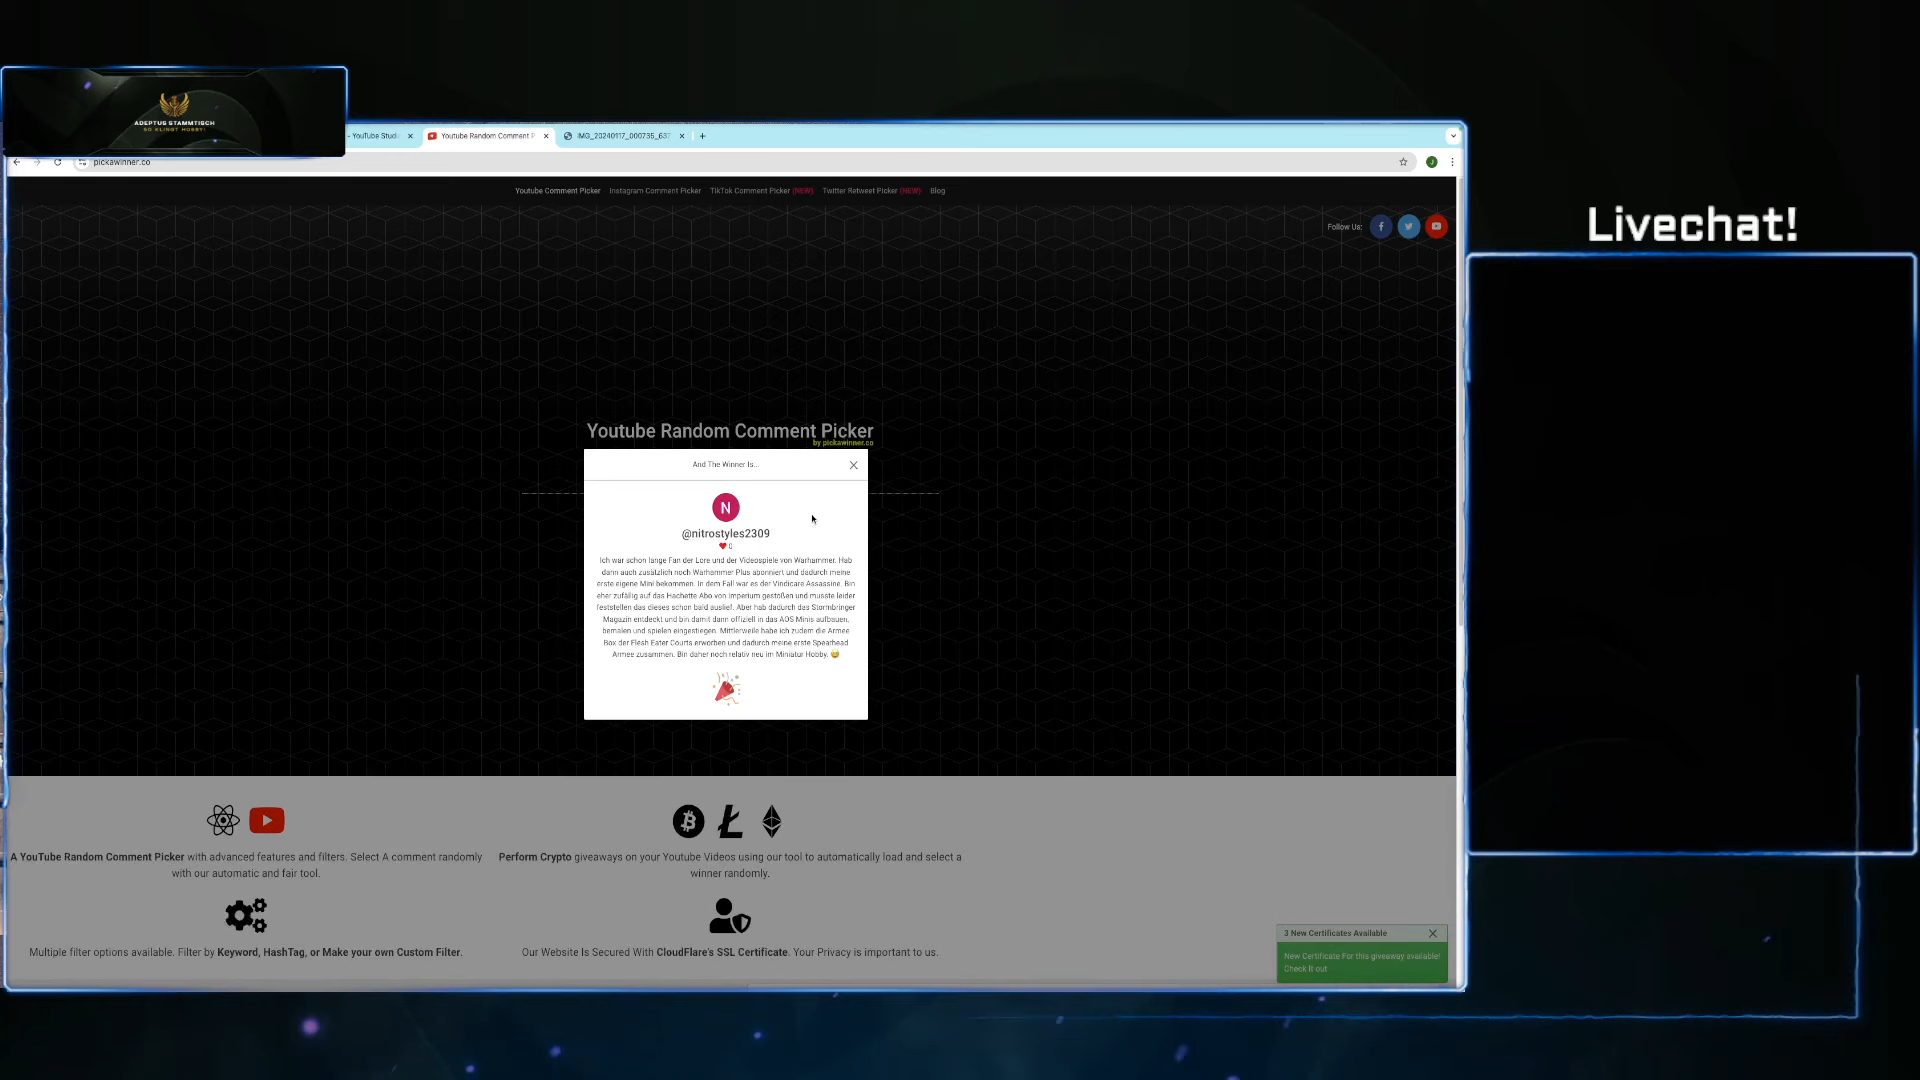 ADEPTUS STAMMTISCH
SO KLINGT HOBBY!
- YouTube Studi
Youtube Random Comment P
IMG_20240117_000735_637
pickawinner.co
J
Youtube Comment Picker Instagram Comment Picker TikTok Comment Picker (NEW) Twitter Retweet Picker (NEW) Blog
Follow Us:
Livechat!
Youtube Random Comment Picker
by pickawinner.co
And The Winner Is...
N
@nitrostyles2309
0
Ich war schon lange Fan der Lore und der Videospiele von Warhammer. Hab
dann auch zusätzlich noch Warhammer Plus abonniert und dadurch meine
erste eigene Mini bekommen. In dem Fall war es der Vindicare Assassine. Bin
eher zufällig auf das Hachette Abo von Imperium gestoßen und musste leider
feststellen das dieses schon bald auslief. Aber hab dadurch das Stormbringer
Magazin entdeckt und bin damit dann offiziell in das AOS Minis aufbauen,
bemalen und spielen eingestiegen. Mittlerweile habe ich zudem die Armee
Box der Flesh Eater Courts erworben und dadurch meine erste Spearhead
Armee zusammen. Bin daher noch relativ neu im Miniatur Hobby. 😅
A YouTube Random Comment Picker with advanced features and filters. Select A comment randomly
with our automatic and fair tool.
Perform Crypto giveaways on your Youtube Videos using our tool to automatically load and select a
winner randomly.
Multiple filter options available. Filter by Keyword, HashTag, or Make your own Custom Filter.
Our Website Is Secured With CloudFlare's SSL Certificate. Your Privacy is important to us.
3 New Certificates Available
New Certificate For this giveaway available!
Check it out